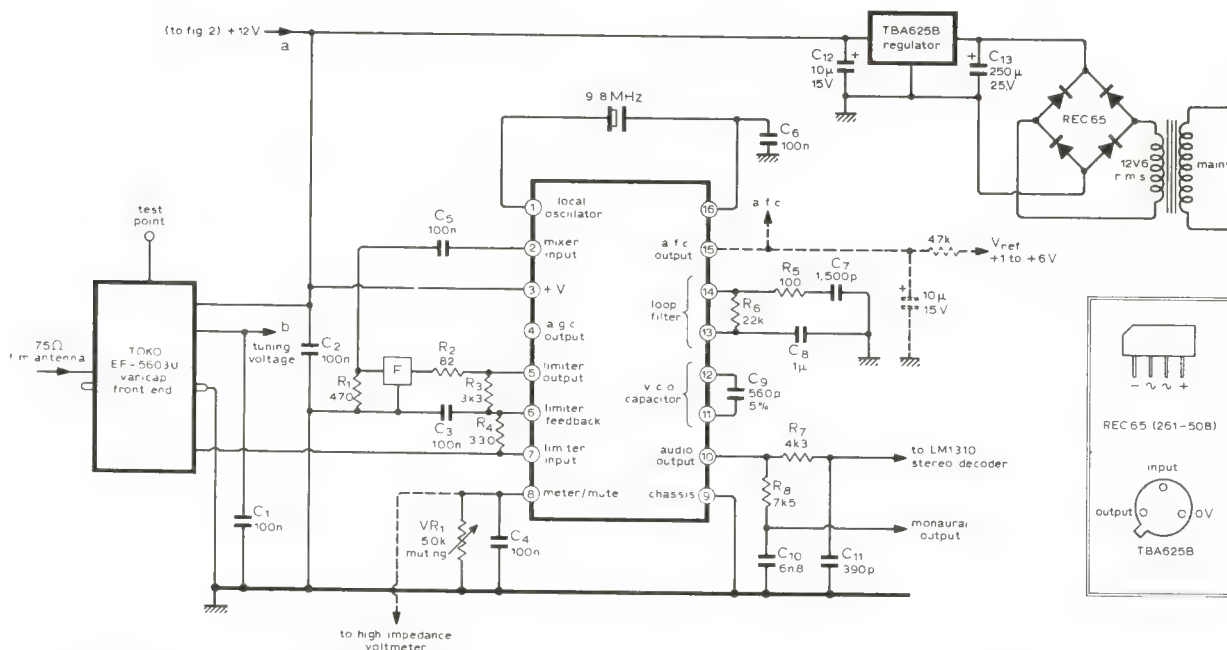 (to fig 2) +12V
a
TBA625B
regulator
C12
10µ
15V
+
+
C13
250µ
25V
REC65
12V6
r m s
mains
9 8MHz
C6
100n
test
point
TOKO
EF-5603U
varicap
front end
75Ω
f m antenna
b
tuning
voltage
C1
100n
C2
100n
R1
470
F
C5
100n
R2
82
R3
3k3
C3
100n
R4
330
1
local
oscillator
2
mixer
input
3
+V
4
a g c
output
5
limiter
output
6
limiter
feedback
7
limiter
input
8
meter/mute
16
15
a f c
output
14
loop
filter
13
12
v c o
capacitor
11
10
audio
output
9
chassis
a f c
47k
Vref
+1 to +6V
+
10µ
15V
R5
100
C7
1,500p
R6
22k
C8
1µ
C9
560p
5%
R7
4k3
to LM1310
stereo decoder
R8
7k5
monaural
output
C10
6n8
C11
390p
VR1
50k
muting
C4
100n
to high impedance
voltmeter
− ~ ~ +
REC65 (261-508)
input
output
0V
TBA625B